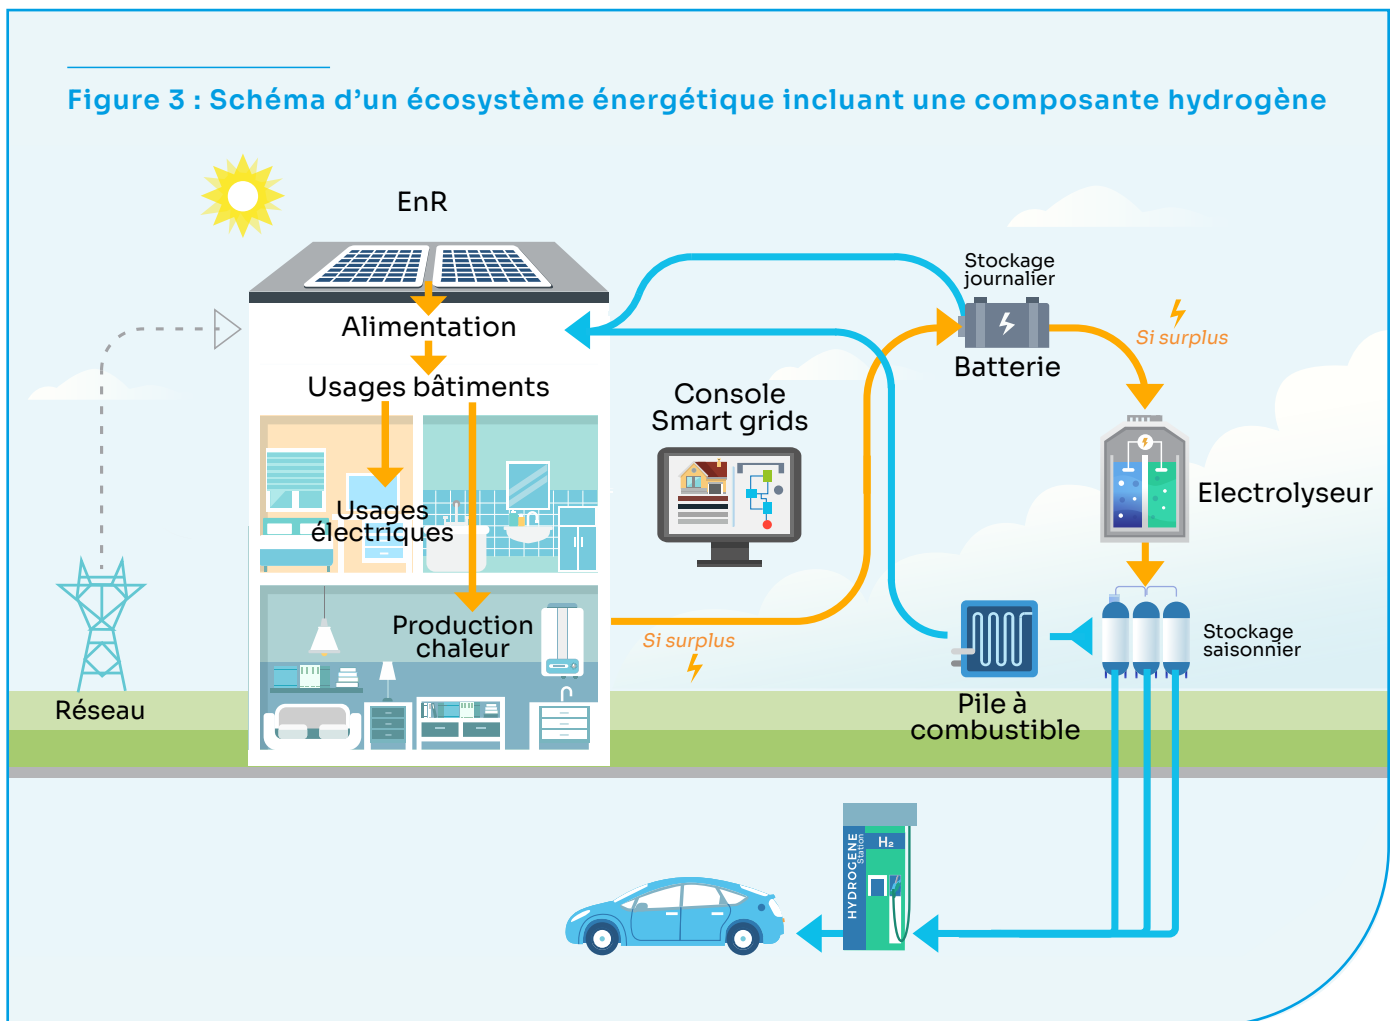 Figure 3 : Schéma d’un écosystème énergétique incluant une composante hydrogène
EnR
Alimentation
Usages bâtiments
Usages
électriques
Production
chaleur
Réseau
Si surplus
Console
Smart grids
Stockage
journalier
Batterie
Si surplus
Electrolyseur
Stockage
saisonnier
Pile à
combustible
HYDROGENE
Station
H₂